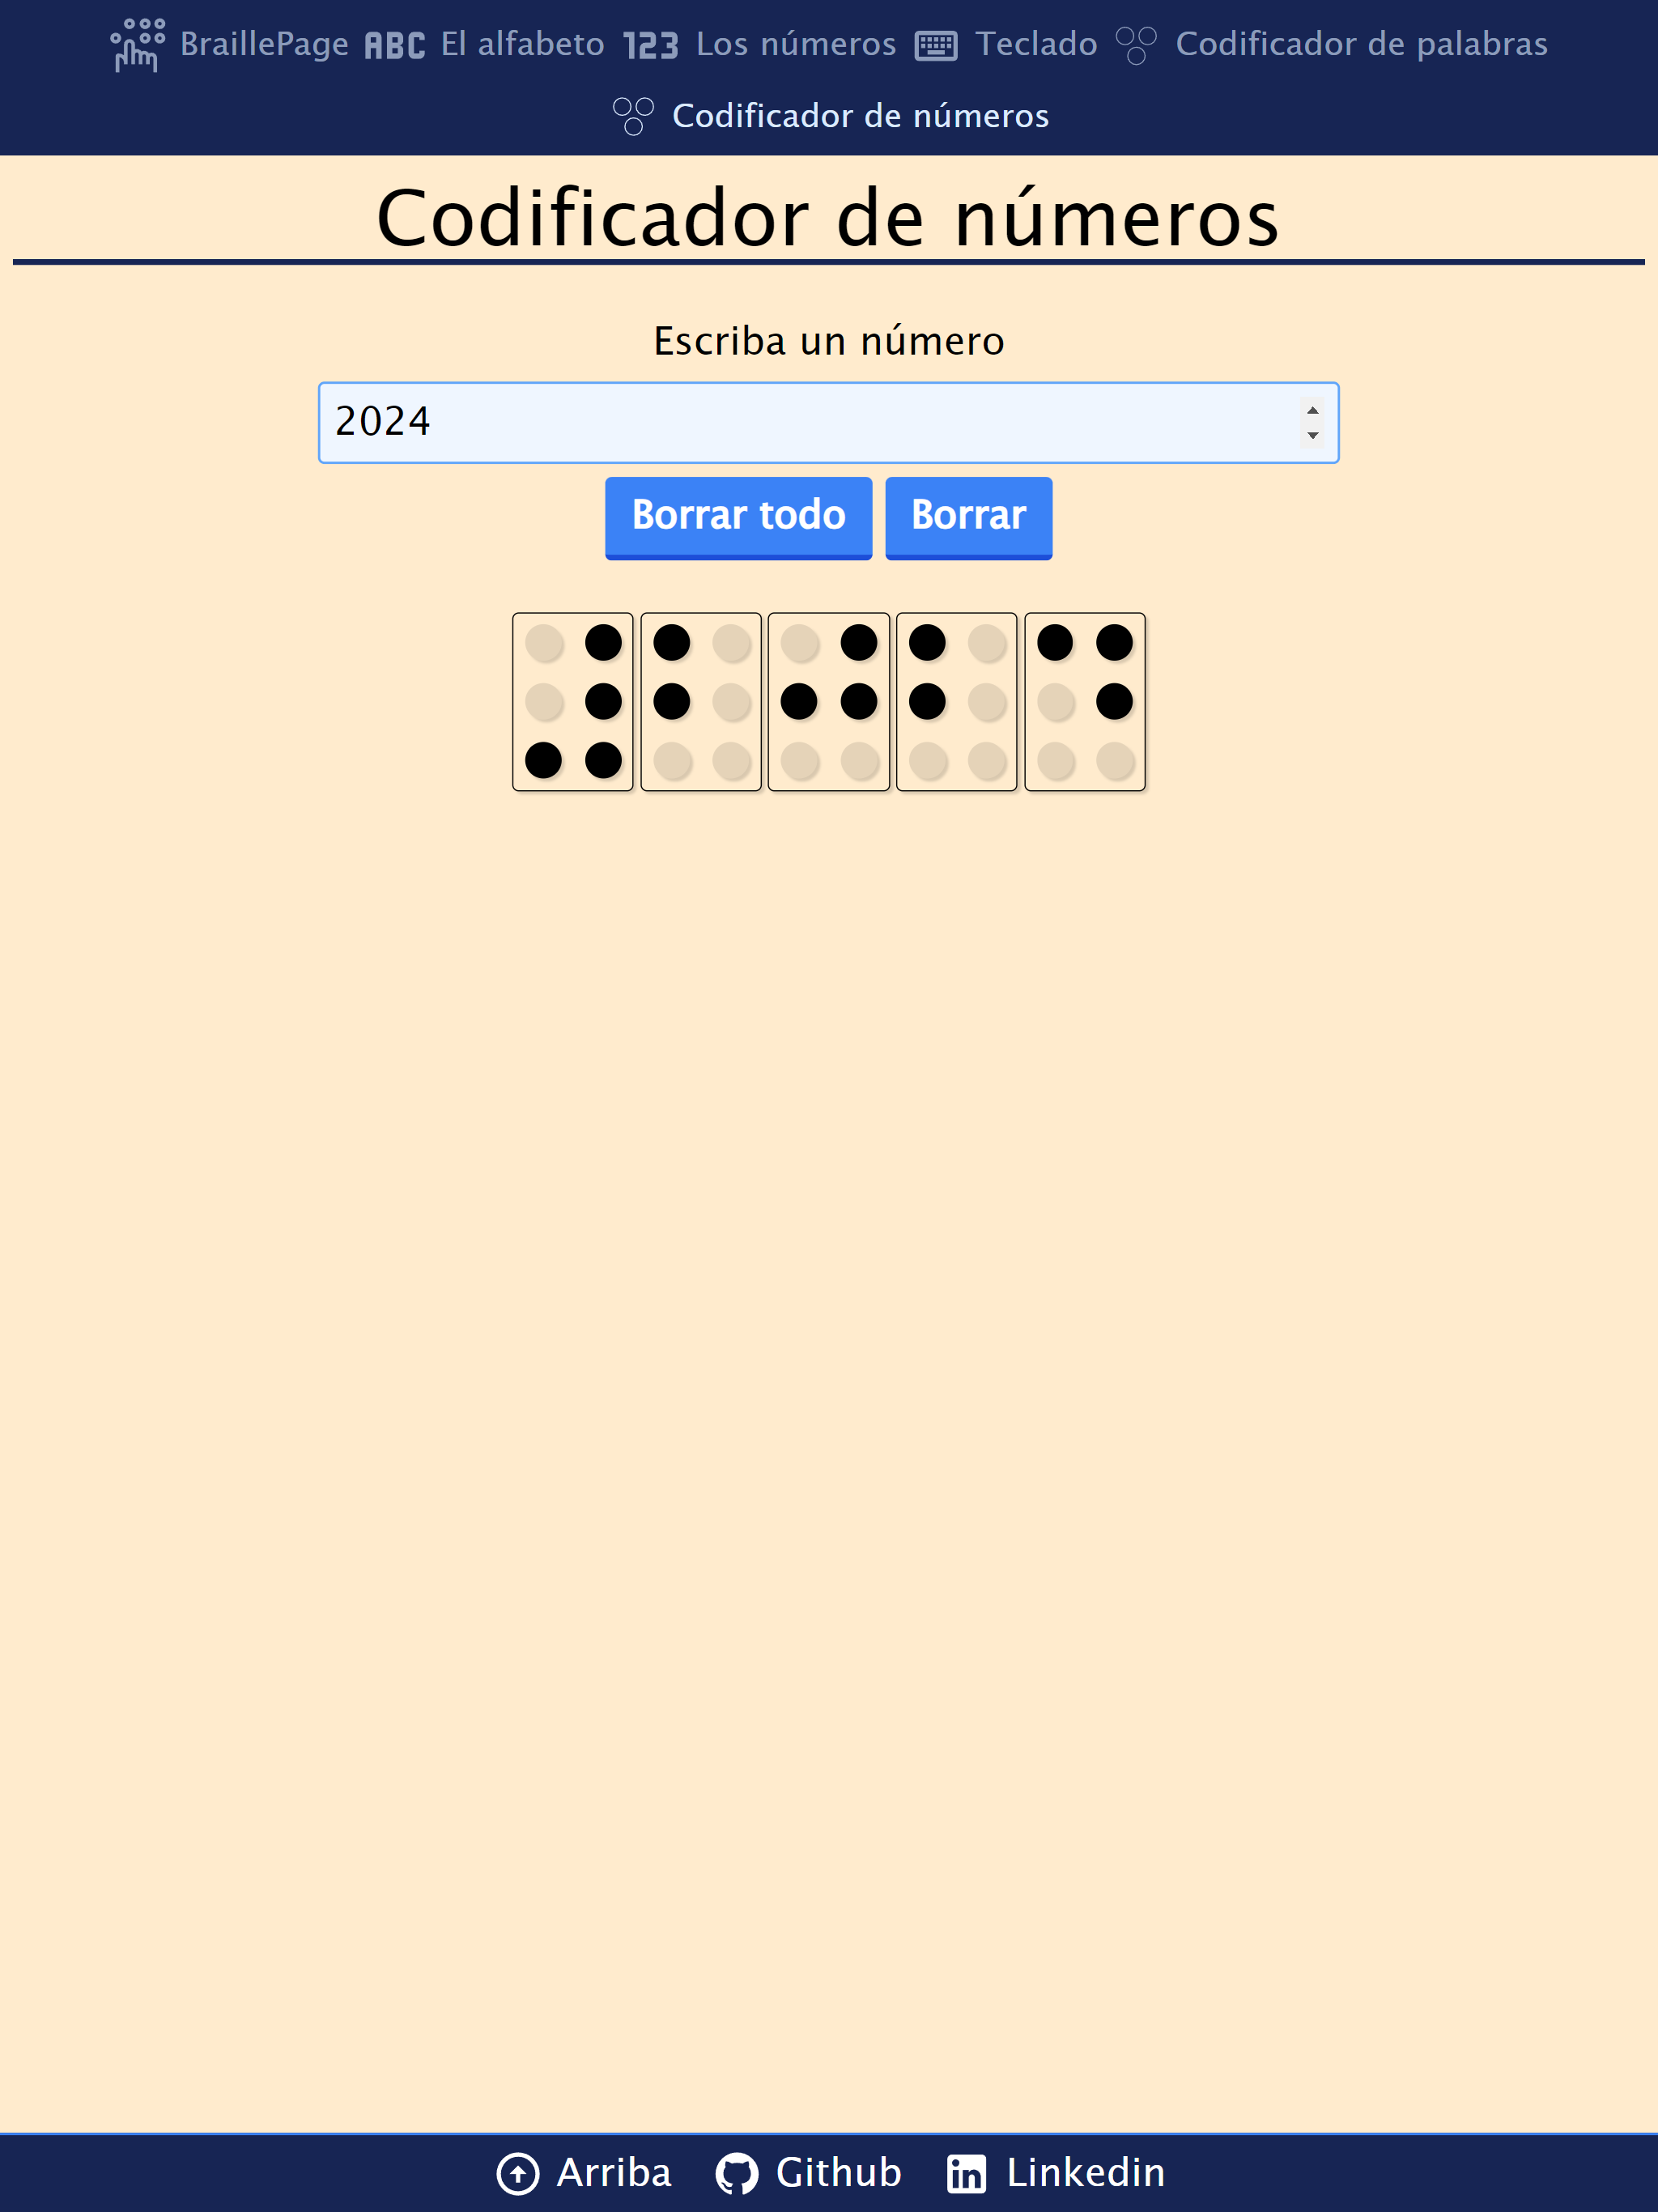 BraillePage ABC El alfabeto 123 Los números Teclado Codificador de palabras
Codificador de números
Codificador de números
Escriba un número
2024
Borrar todo Borrar
⠼⠃⠚⠃⠙
Arriba Github Linkedin